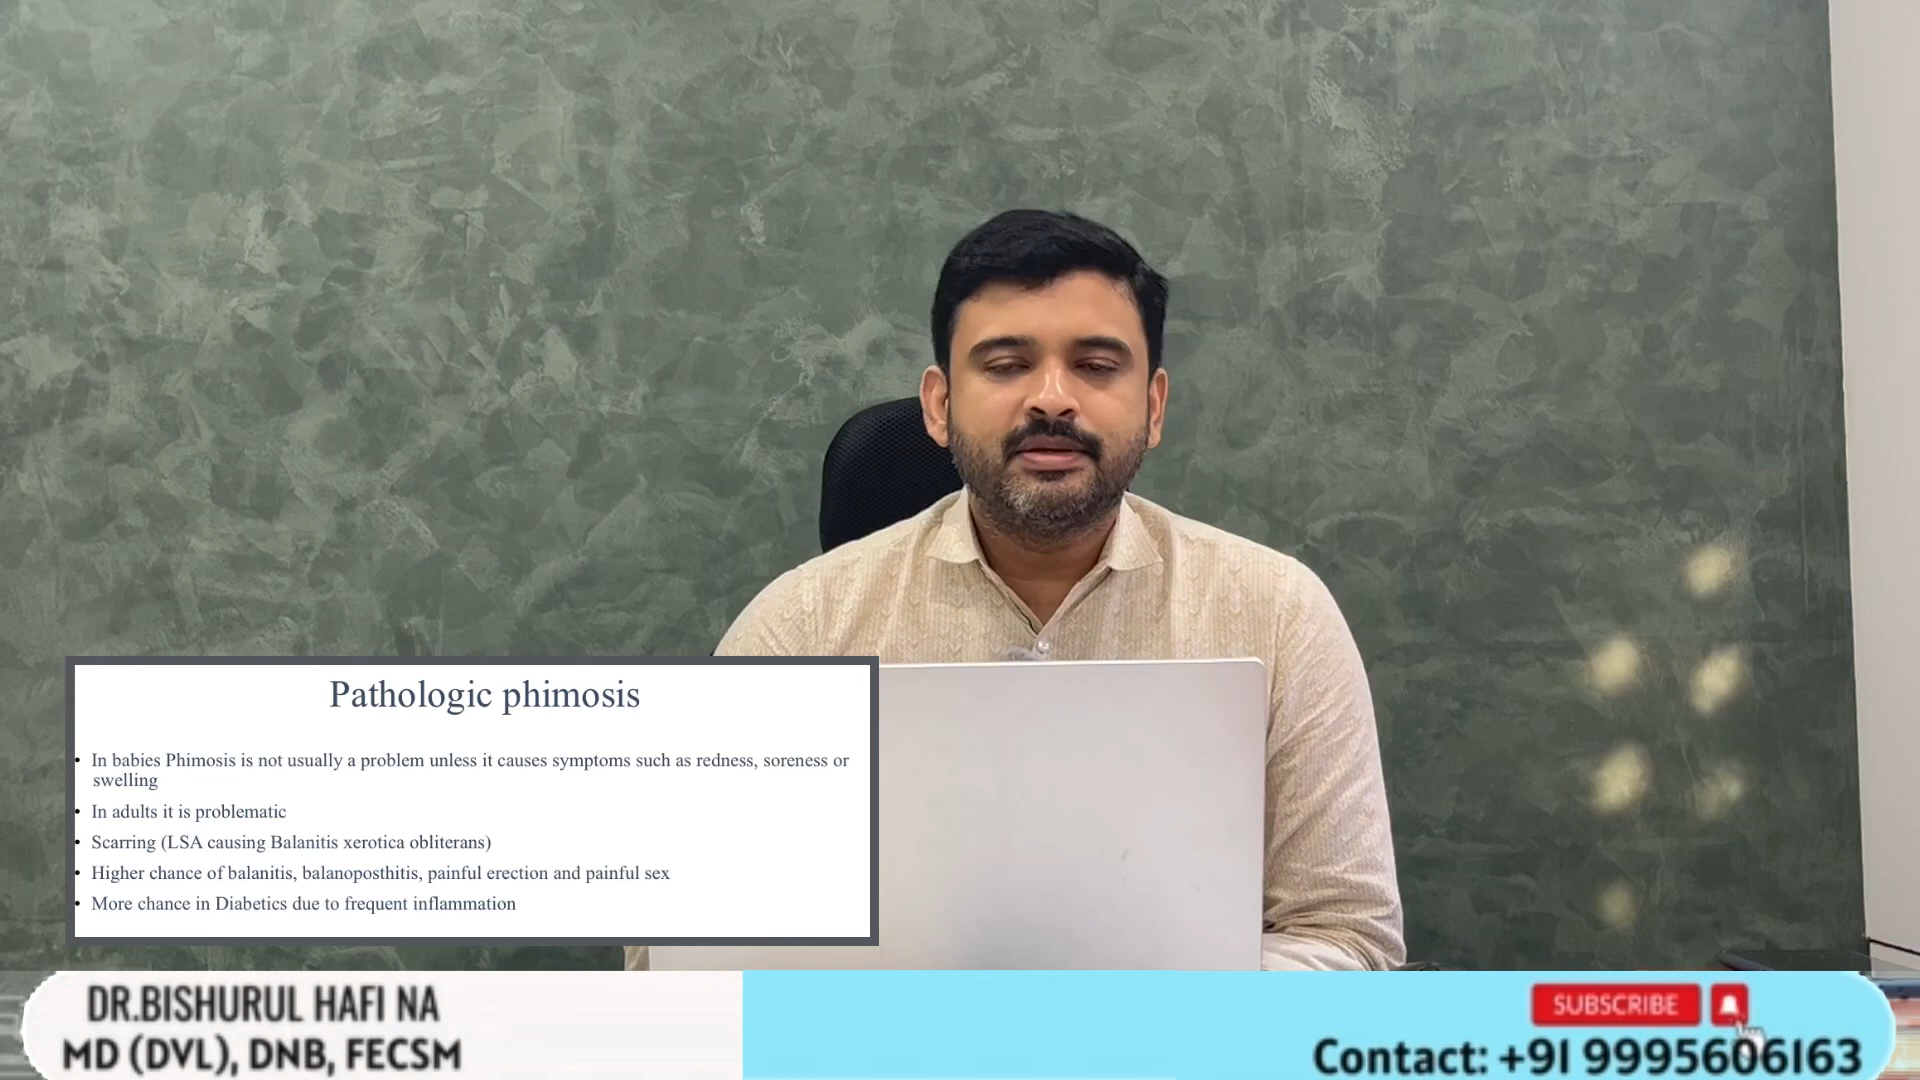 Pathologic phimosis
• In babies Phimosis is not usually a problem unless it causes symptoms such as redness, soreness or
swelling
• In adults it is problematic
• Scarring (LSA causing Balanitis xerotica obliterans)
• Higher chance of balanitis, balanoposthitis, painful erection and painful sex
• More chance in Diabetics due to frequent inflammation
DR.BISHURUL HAFI NA
MD (DVL), DNB, FECSM
SUBSCRIBE
Contact: +91 9995606163